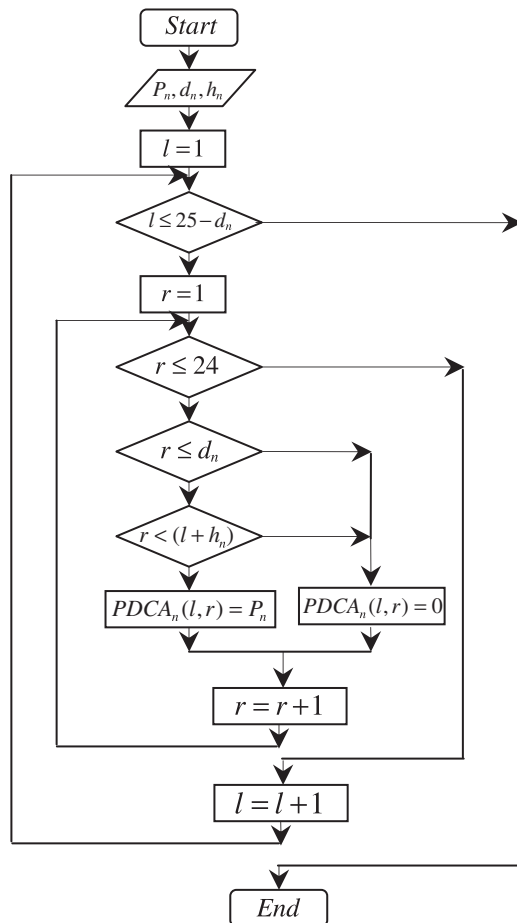 Start
P_n, d_n, h_n
l = 1
l ≤ 25 − d_n
r = 1
r ≤ 24
r ≤ d_n
r < (l + h_n)
PDCA_n(l, r) = P_n
PDCA_n(l, r) = 0
r = r + 1
l = l + 1
End